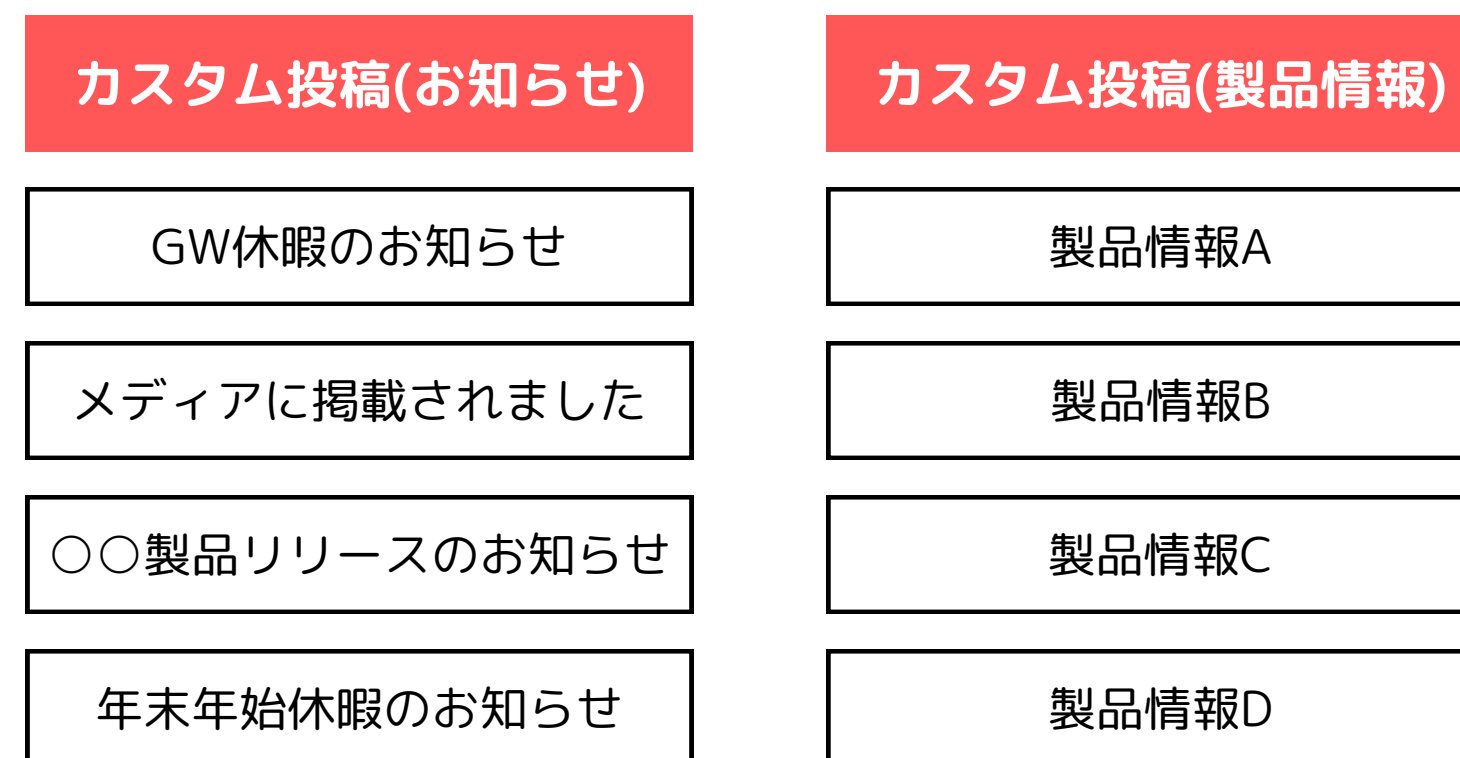 カスタム投稿(お知らせ)
GW休暇のお知らせ
メディアに掲載されました
○○製品リリースのお知らせ
年末年始休暇のお知らせ
カスタム投稿(製品情報)
製品情報A
製品情報B
製品情報C
製品情報D